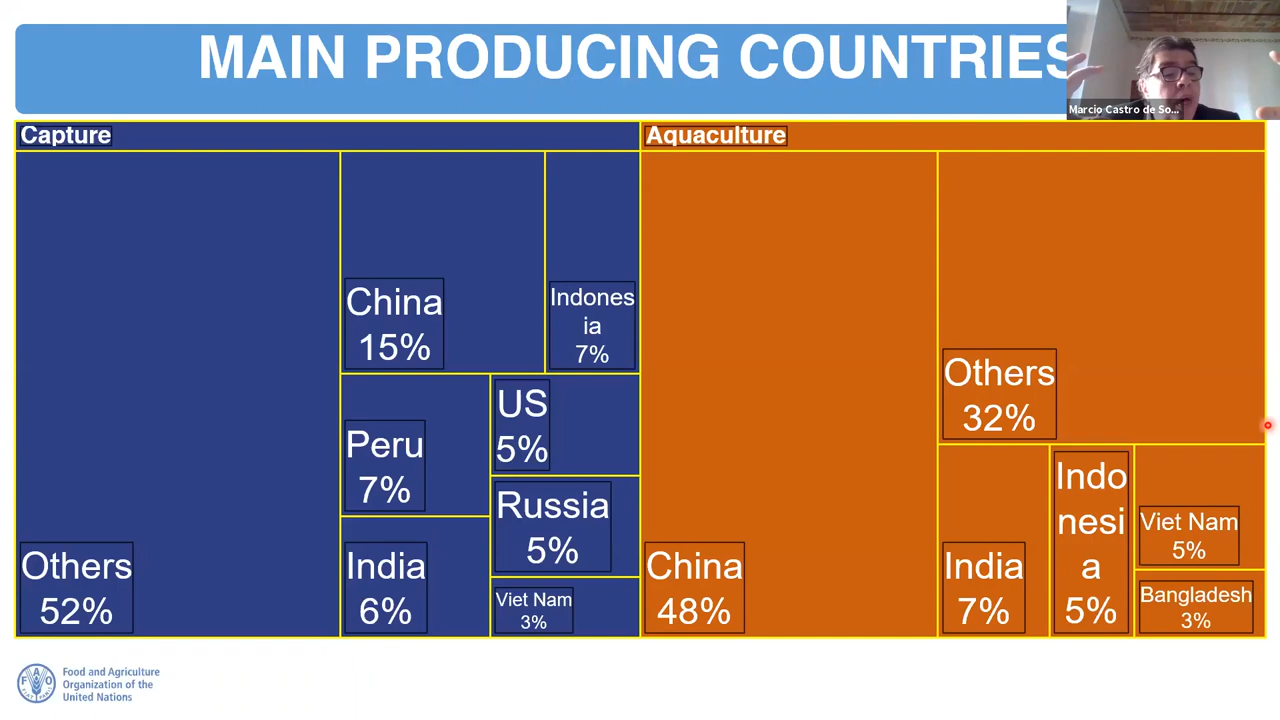 MAIN PRODUCING COUNTRIES
Marcio Castro de So...
Capture
Others
52%
China
15%
Indones
ia
7%
Peru
7%
US
5%
Russia
5%
India
6%
Viet Nam
3%
Aquaculture
China
48%
Others
32%
India
7%
Indo
nesi
a
5%
Viet Nam
5%
Bangladesh
3%
Food and Agriculture
Organization of the
United Nations